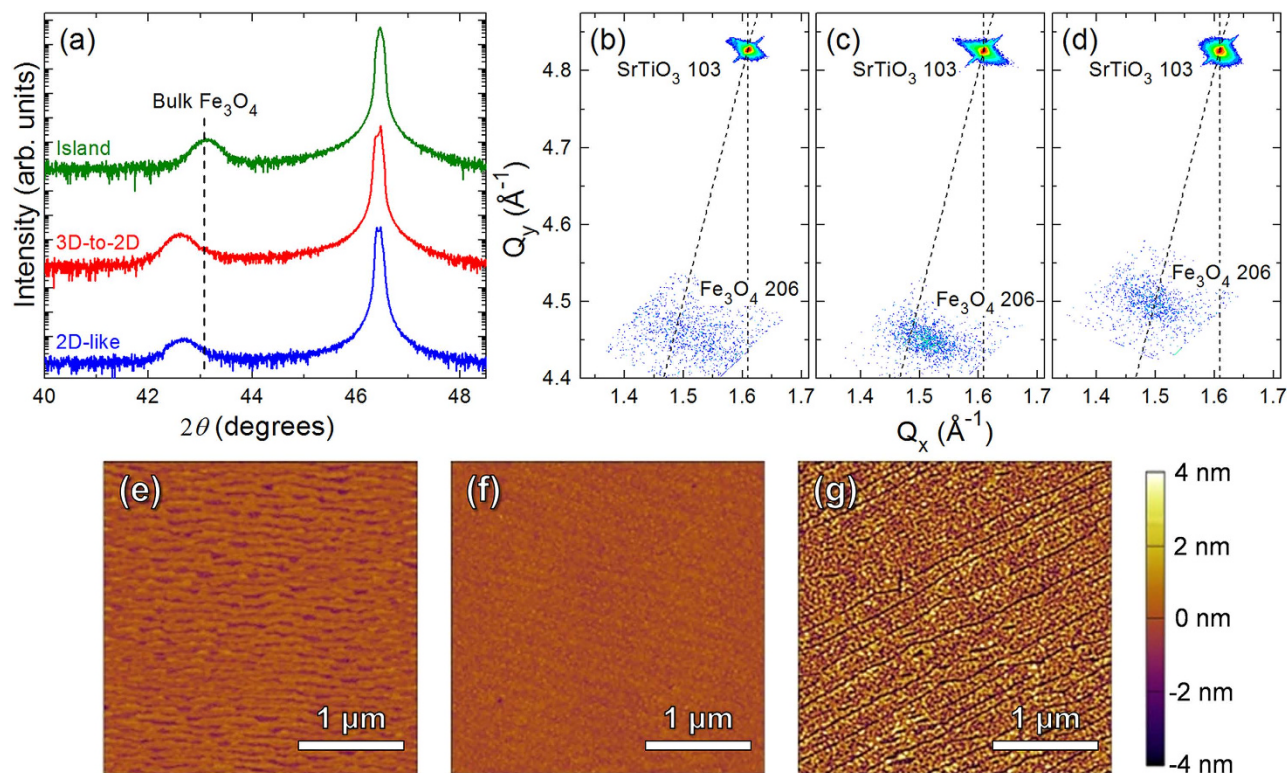 (a)
Bulk Fe3O4
Island
3D-to-2D
2D-like
Intensity (arb. units)
40 42 44 46 48
2θ (degrees)
(b)
SrTiO3 103
Fe3O4 206
4.8
4.7
4.6
4.5
4.4
Qy (Å-1)
1.4 1.5 1.6 1.7
(c)
SrTiO3 103
Fe3O4 206
1.4 1.5 1.6 1.7
Qx (Å-1)
(d)
SrTiO3 103
Fe3O4 206
1.4 1.5 1.6 1.7
(e)
1 µm
(f)
1 µm
(g)
1 µm
4 nm
2 nm
0 nm
-2 nm
-4 nm